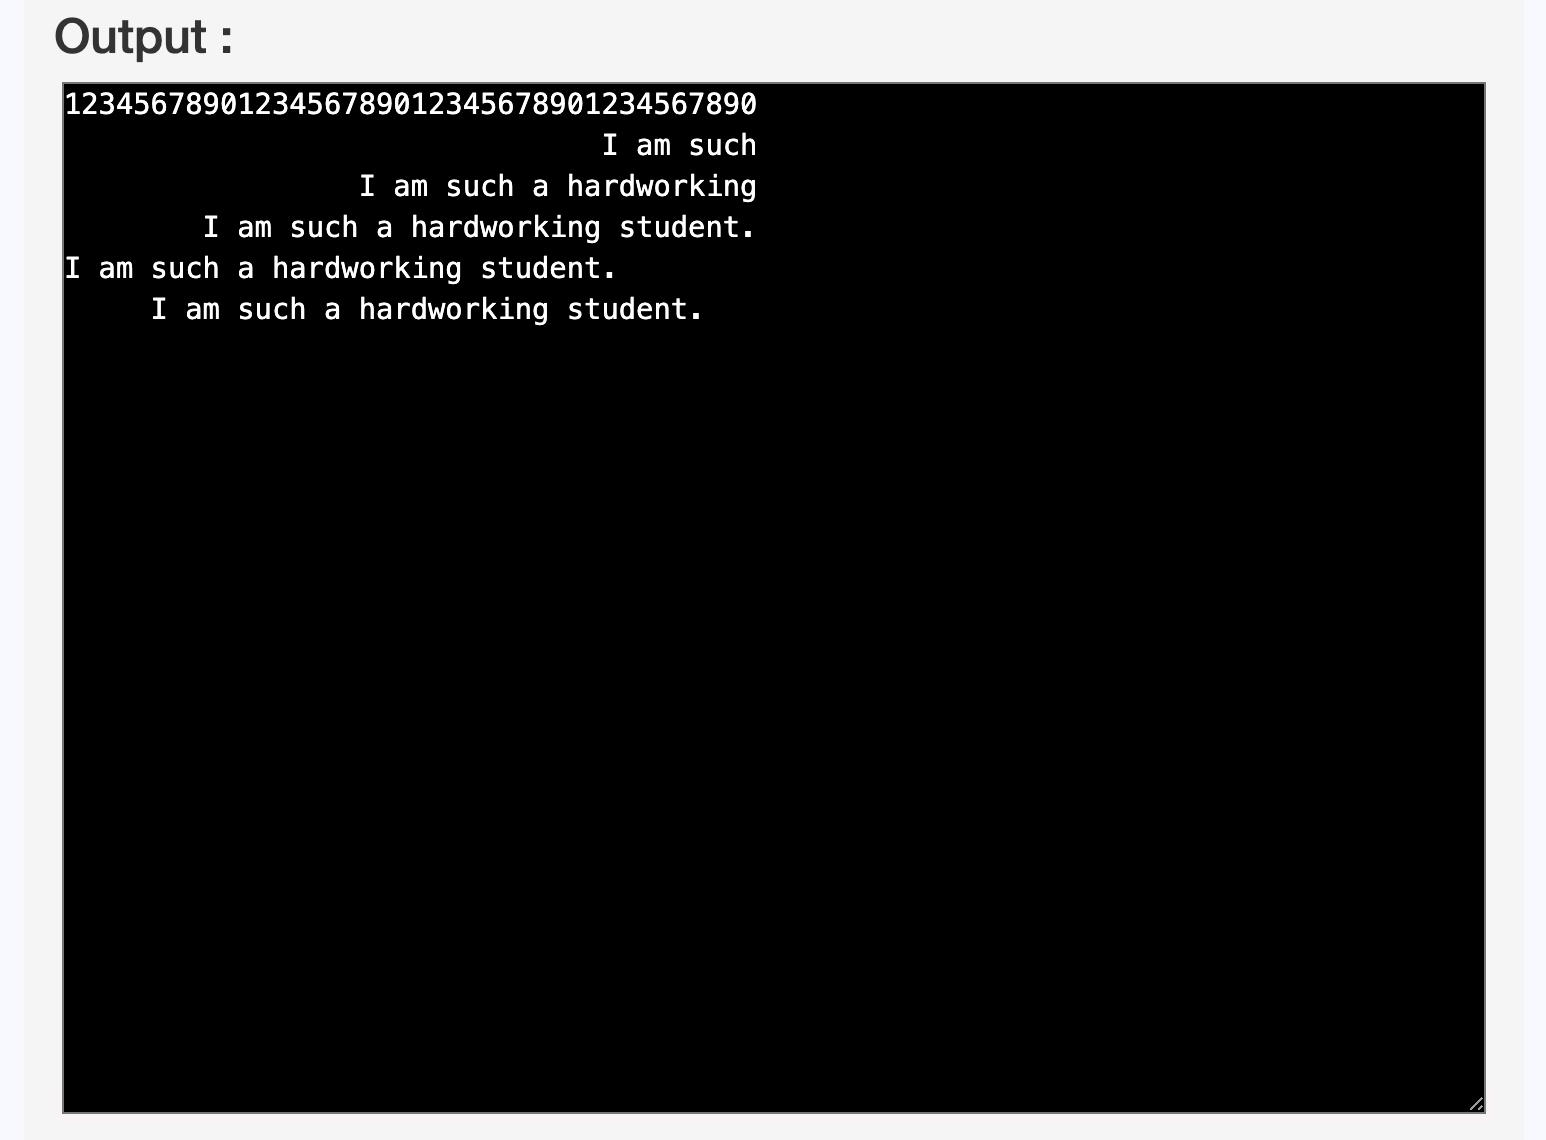 Output :
1234567890123456789012345678901234567890
                               I am such
                 I am such a hardworking
        I am such a hardworking student.
I am such a hardworking student.
     I am such a hardworking student.